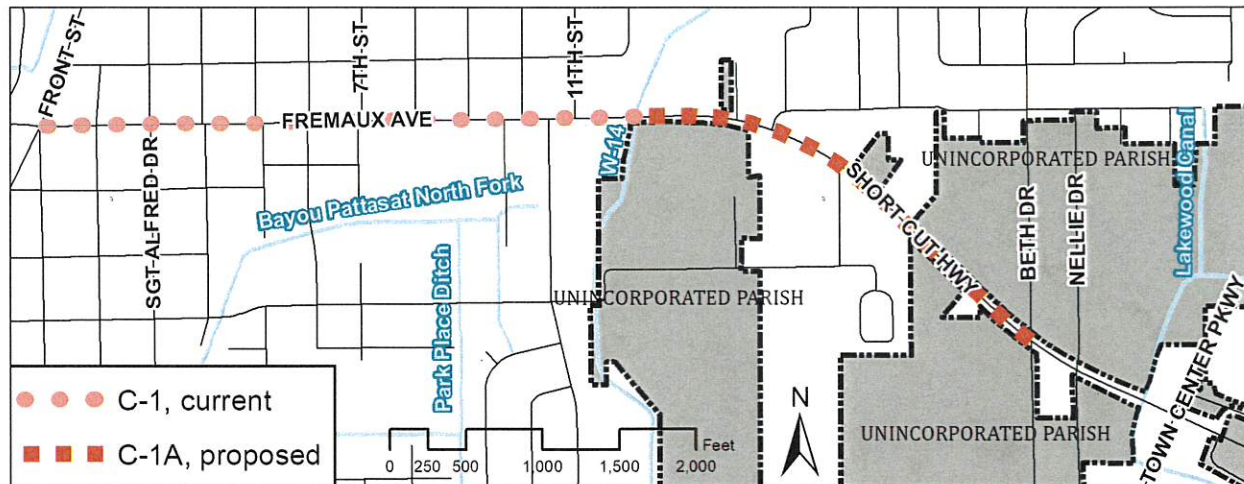 FRONT ST
7TH ST
11TH ST
FREMAUX AVE
SGT ALFRED DR
W-14
Bayou Pattasat North Fork
Park Place Ditch
UNINCORPORATED PARISH
SHORT CUT HWY
UNINCORPORATED PARISH
BETH DR
NELLIE DR
Lakewood Canal
TOWN CENTER PKWY
UNINCORPORATED PARISH
C-1, current
C-1A, proposed
Feet
0 250 500 1,000 1,500 2,000
N